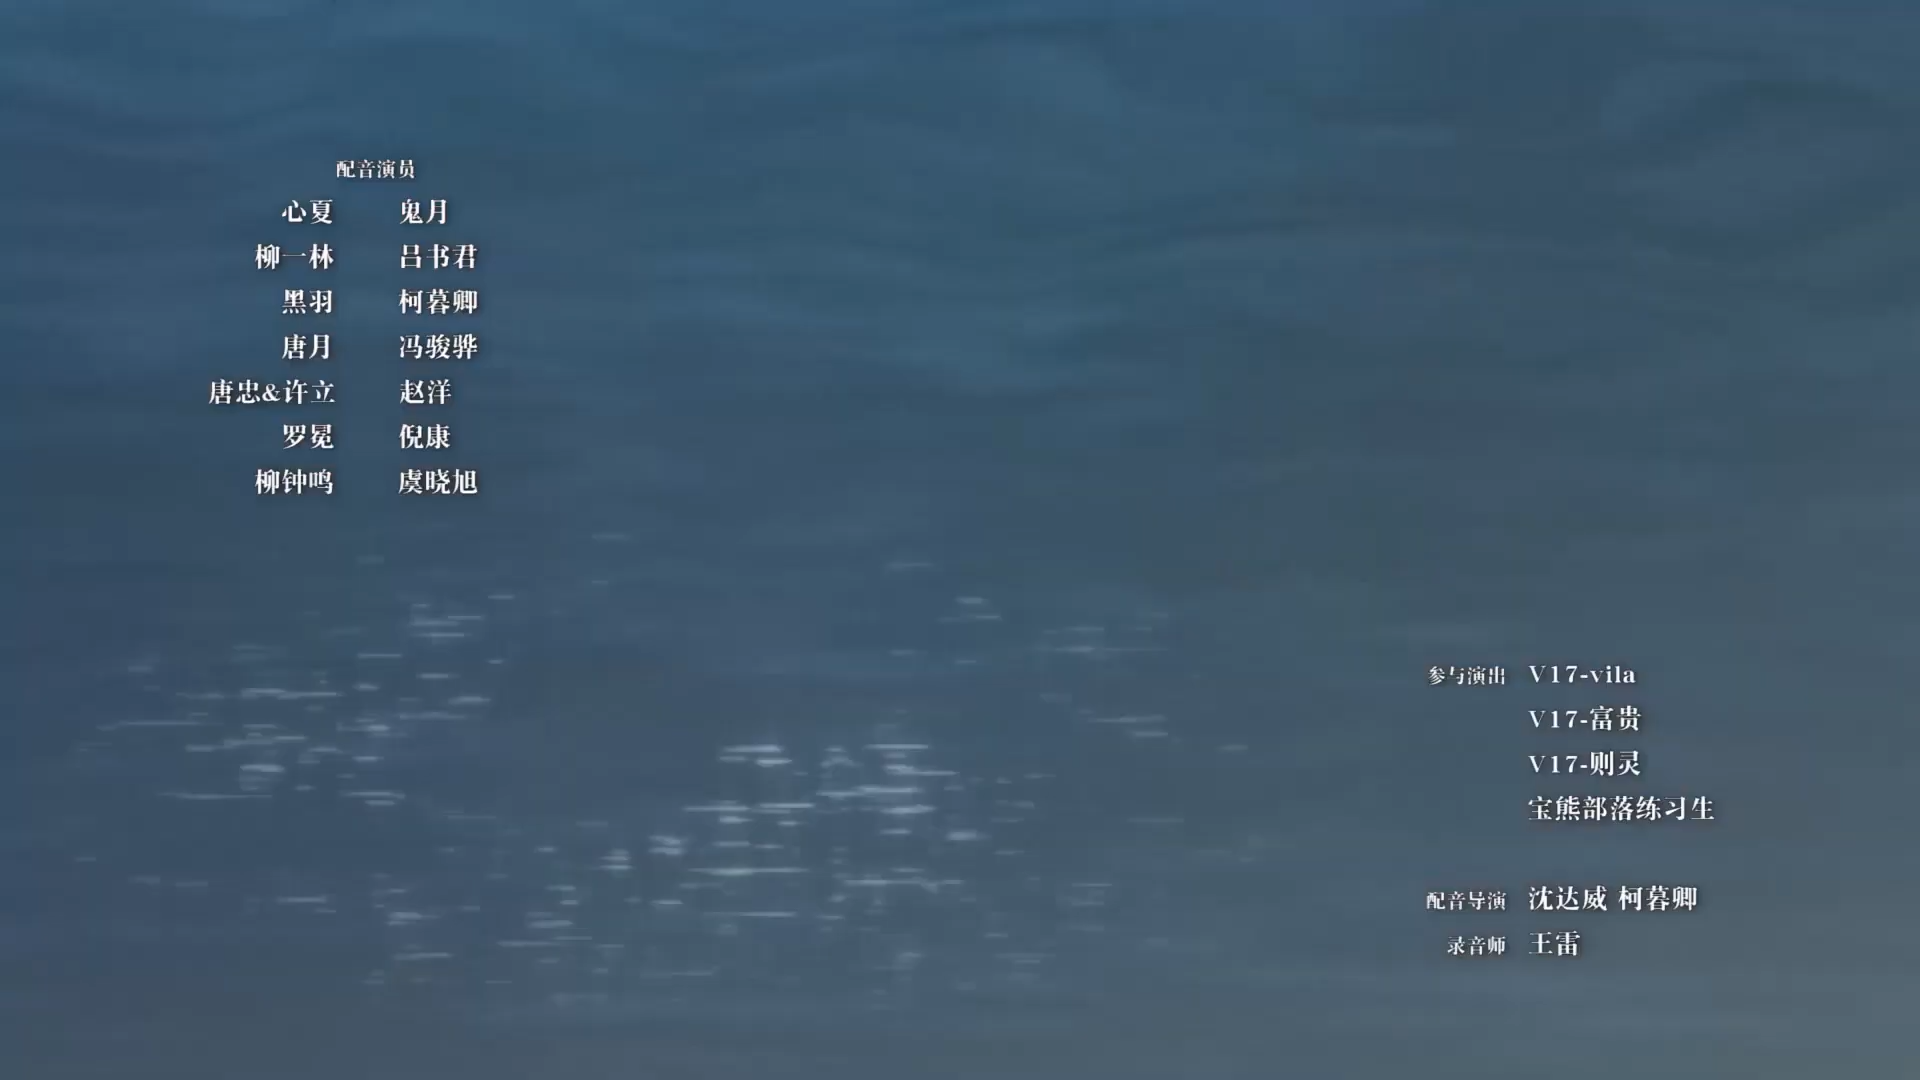 配音演员
心夏 鬼月
柳一林 吕书君
黑羽 柯暮卿
唐月 冯骏骅
唐忠&许立 赵洋
罗冕 倪康
柳钟鸣 虞晓旭
参与演出 V17-vila
V17-富贵
V17-则灵
宝熊部落练习生
配音导演 沈达威 柯暮卿
录音师 王雷